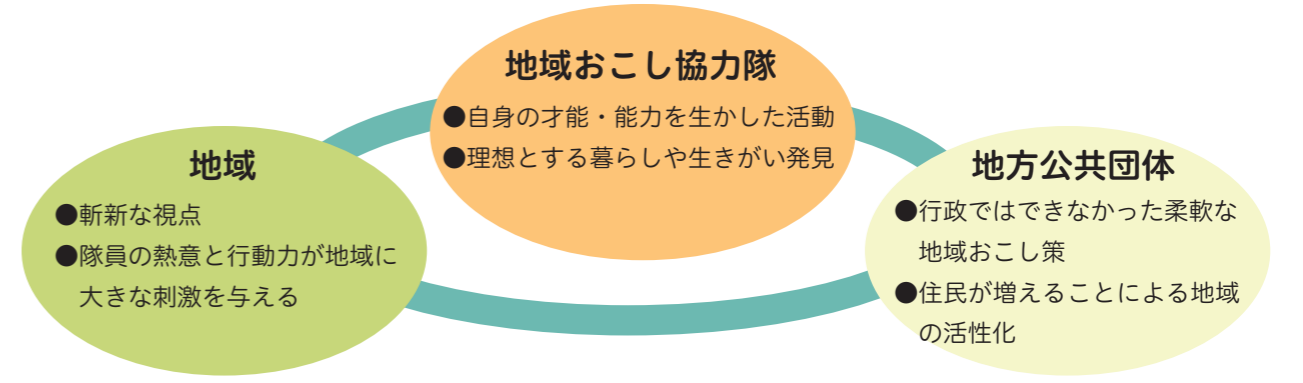 地域おこし協力隊
●自身の才能・能力を生かした活動
●理想とする暮らしや生きがい発見
地域
●斬新な視点
●隊員の熱意と行動力が地域に
大きな刺激を与える
地方公共団体
●行政ではできなかった柔軟な
地域おこし策
●住民が増えることによる地域
の活性化